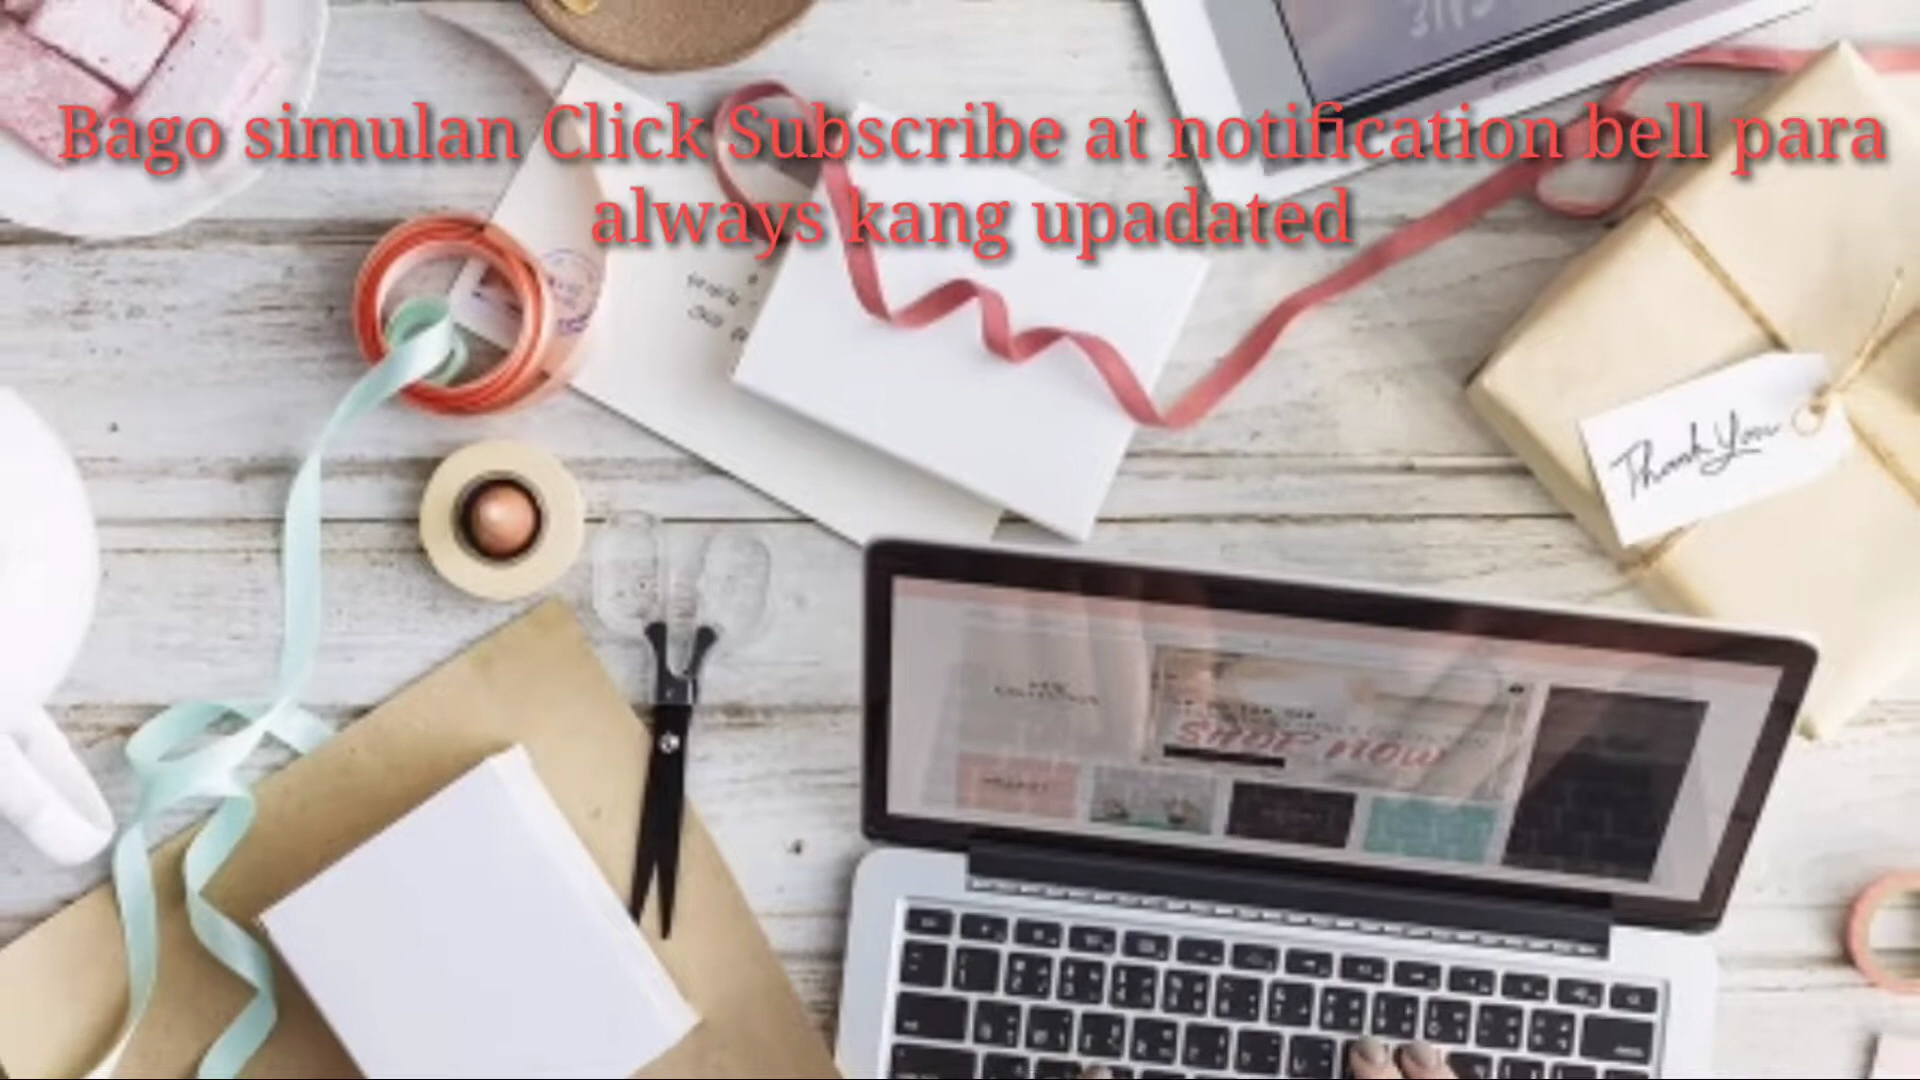 Bago simulan Click Subscribe at notification bell para
always kang upadated
Thank You
SHOP NOW